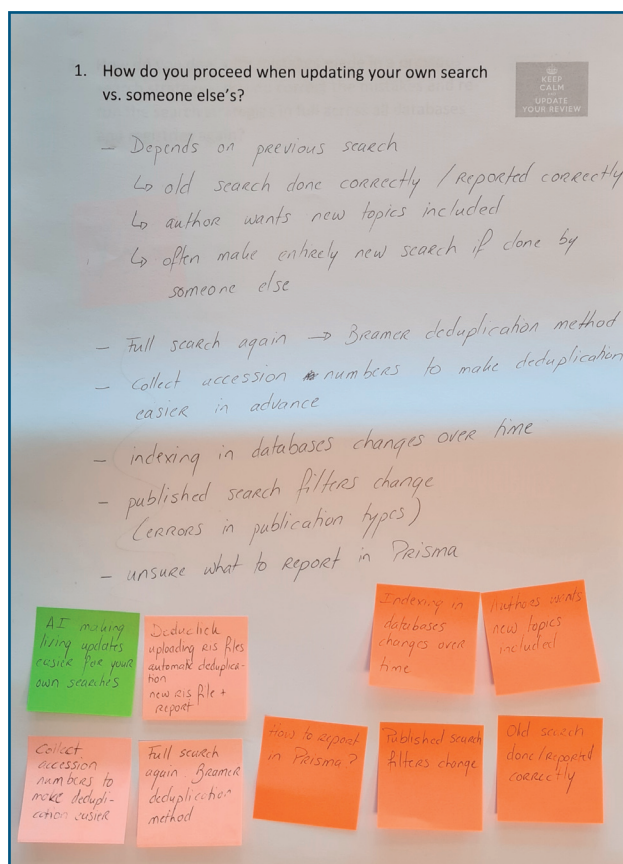 1. How do you proceed when updating your own search
vs. someone else's?
KEEP
CALM
AND
UPDATE
YOUR REVIEW
- Depends on previous search
↳ old search done correctly / Reported correctly
↳ author wants new topics included
↳ often make entirely new search if done by
someone else
- Full search again → Bramer deduplication method
- Collect accession numbers to make deduplication
easier in advance
- indexing in databases changes over time
- published search filters change
(errors in publication types)
- unsure what to report in Prisma
AI making
living updates
easier for your
own searches
Deduklick
uploading RIS files
automate deduplica-
tion
new RIS file +
Report
Indexing in
databases
changes over
time
Authors wants
new topics
included
Collect
accession
numbers to
make dedupli-
cation easier
Full search
again. Bramer
deduplication
method
How to report
in Prisma?
Published search
filters change
Old search
done/reported
correctly